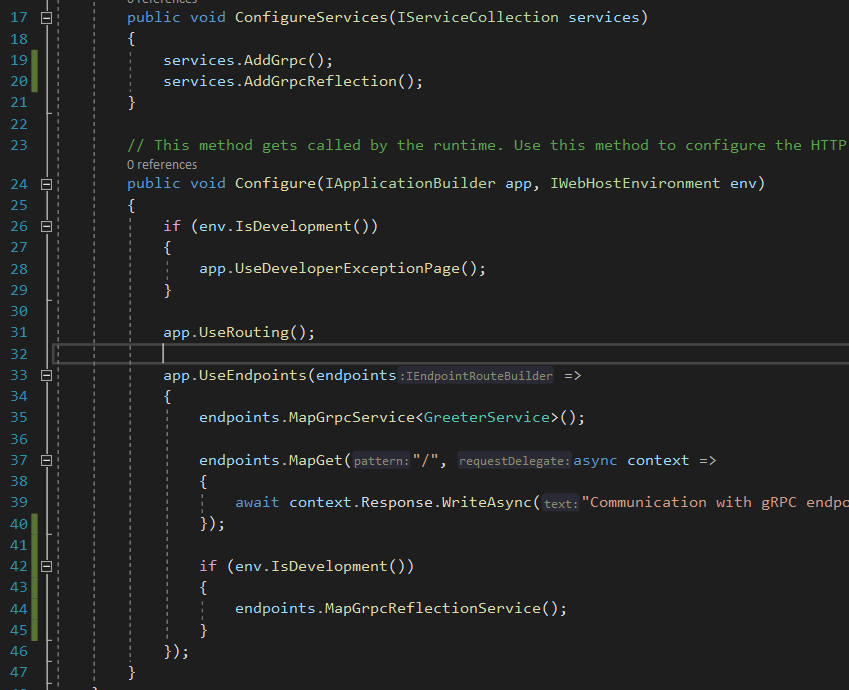 0 references
17 public void ConfigureServices(IServiceCollection services)
18 {
19 services.AddGrpc();
20 services.AddGrpcReflection();
21 }
22
23 // This method gets called by the runtime. Use this method to configure the HTTP
0 references
24 public void Configure(IApplicationBuilder app, IWebHostEnvironment env)
25 {
26 if (env.IsDevelopment())
27 {
28 app.UseDeveloperExceptionPage();
29 }
30
31 app.UseRouting();
32
33 app.UseEndpoints(endpoints:IEndpointRouteBuilder =>
34 {
35 endpoints.MapGrpcService<GreeterService>();
36
37 endpoints.MapGet(pattern:"/", requestDelegate:async context =>
38 {
39 await context.Response.WriteAsync(text:"Communication with gRPC endpo
40 });
41
42 if (env.IsDevelopment())
43 {
44 endpoints.MapGrpcReflectionService();
45 }
46 });
47 }